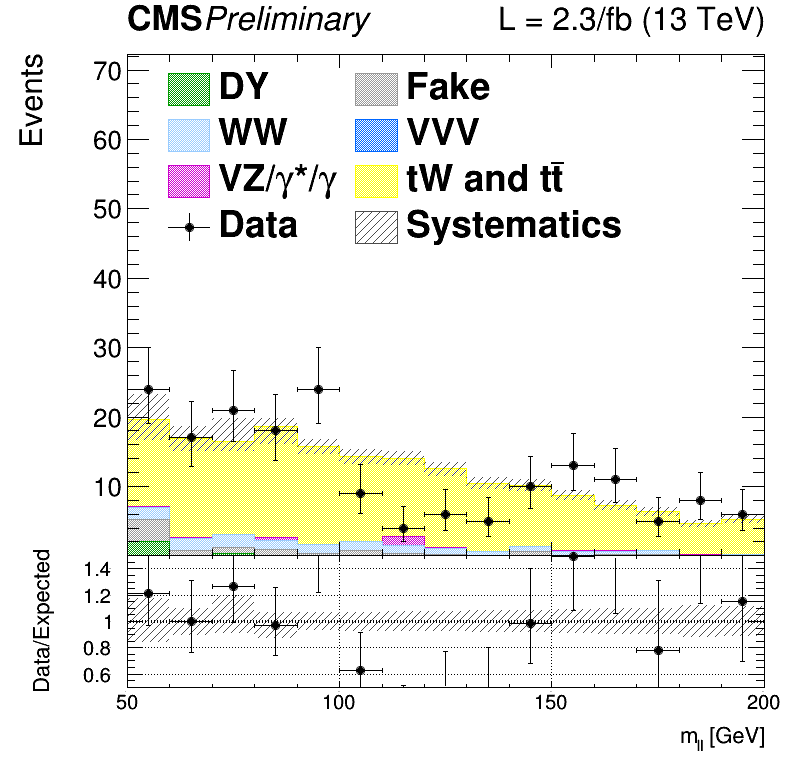 CMS Preliminary L = 2.3/fb (13 TeV)
Events
70
60
50
40
30
20
10
DY Fake
WW VVV
VZ/γ*/γ tW and tt̄
Data Systematics
Data/Expected
1.4
1.2
1
0.8
0.6
50 100 150 200
m_ll [GeV]